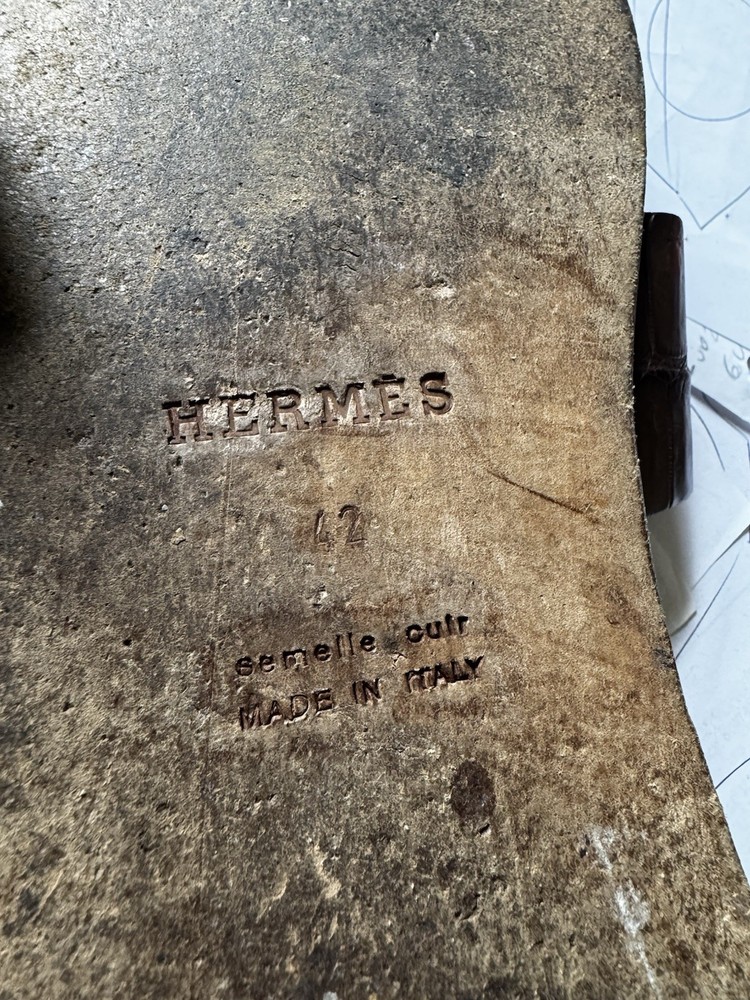 HERMÈS
42
semelle cuir
MADE IN ITALY